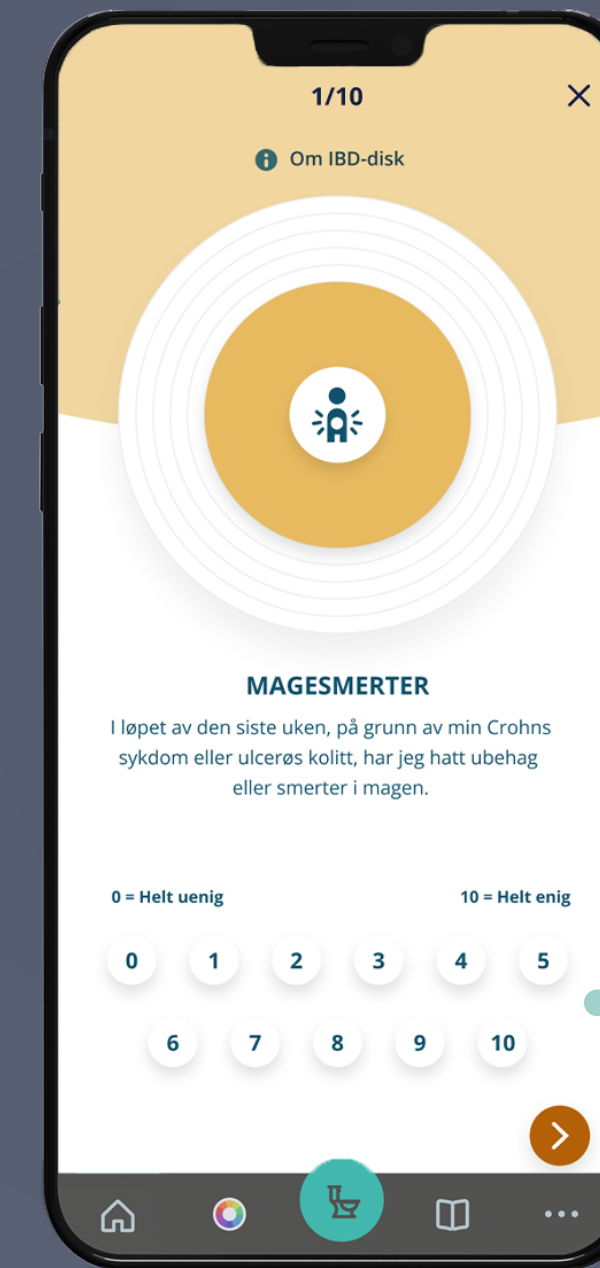 1/10
Om IBD-disk
MAGESMERTER
I løpet av den siste uken, på grunn av min Crohns
sykdom eller ulcerøs kolitt, har jeg hatt ubehag
eller smerter i magen.
0 = Helt uenig 10 = Helt enig
0 1 2 3 4 5
6 7 8 9 10